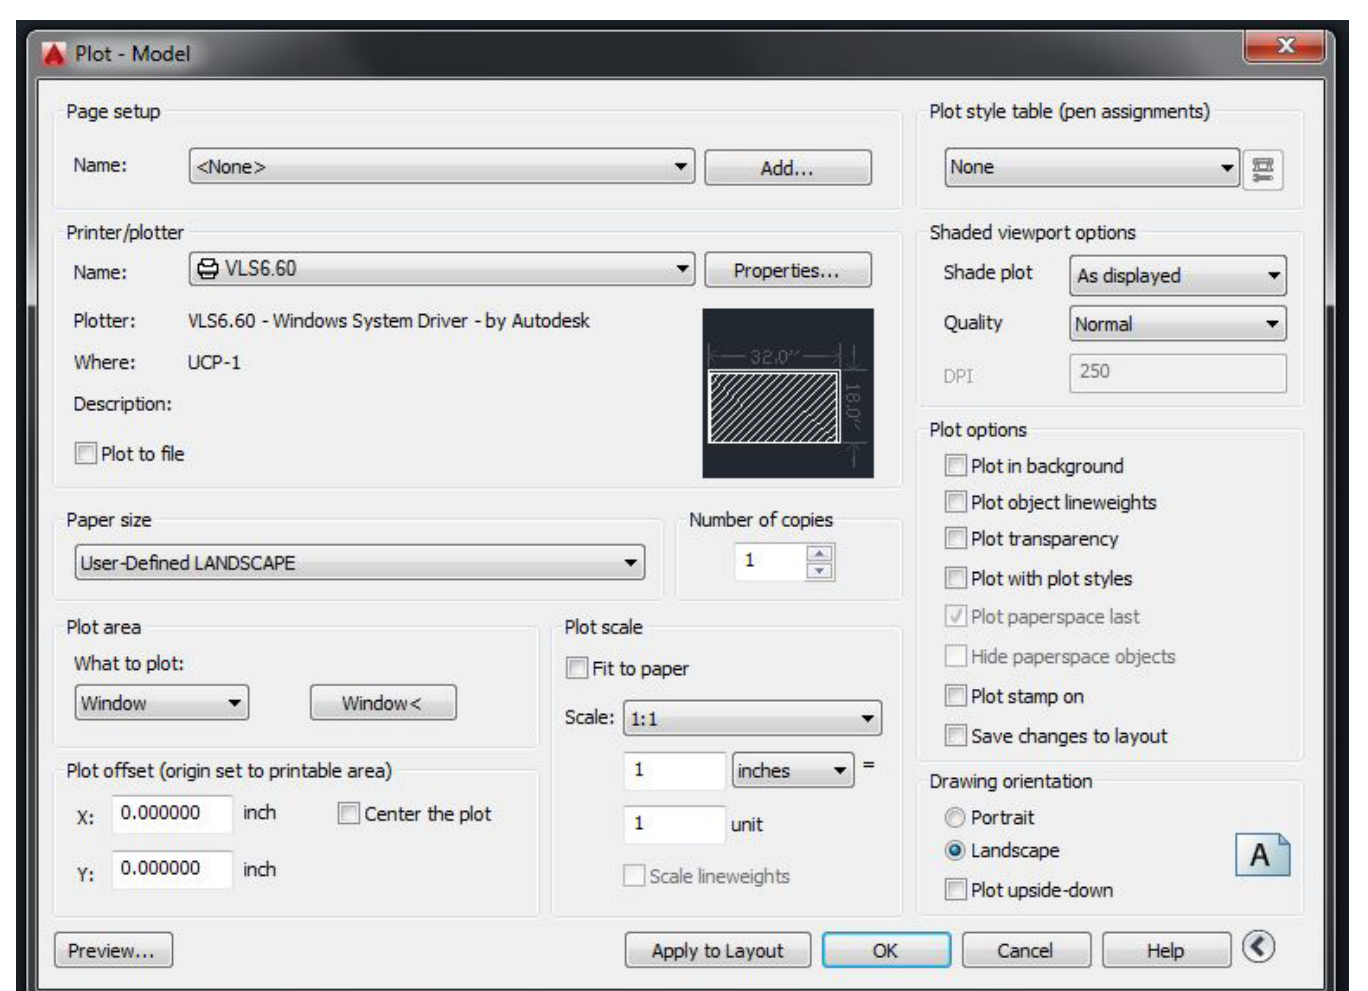 Plot - Model
Page setup
Name: <None> Add...
Plot style table (pen assignments)
None
Printer/plotter
Name: VLS6.60 Properties...
Plotter: VLS6.60 - Windows System Driver - by Autodesk
Where: UCP-1
Description:
Plot to file
32.0"
18.0"
Shaded viewport options
Shade plot As displayed
Quality Normal
DPI 250
Paper size
User-Defined LANDSCAPE
Number of copies
1
Plot options
Plot in background
Plot object lineweights
Plot transparency
Plot with plot styles
Plot paperspace last
Hide paperspace objects
Plot stamp on
Save changes to layout
Plot area
What to plot:
Window Window<
Plot scale
Fit to paper
Scale: 1:1
1 inches =
1 unit
Scale lineweights
Plot offset (origin set to printable area)
X: 0.000000 inch Center the plot
Y: 0.000000 inch
Drawing orientation
Portrait
Landscape
Plot upside-down
A
Preview... Apply to Layout OK Cancel Help